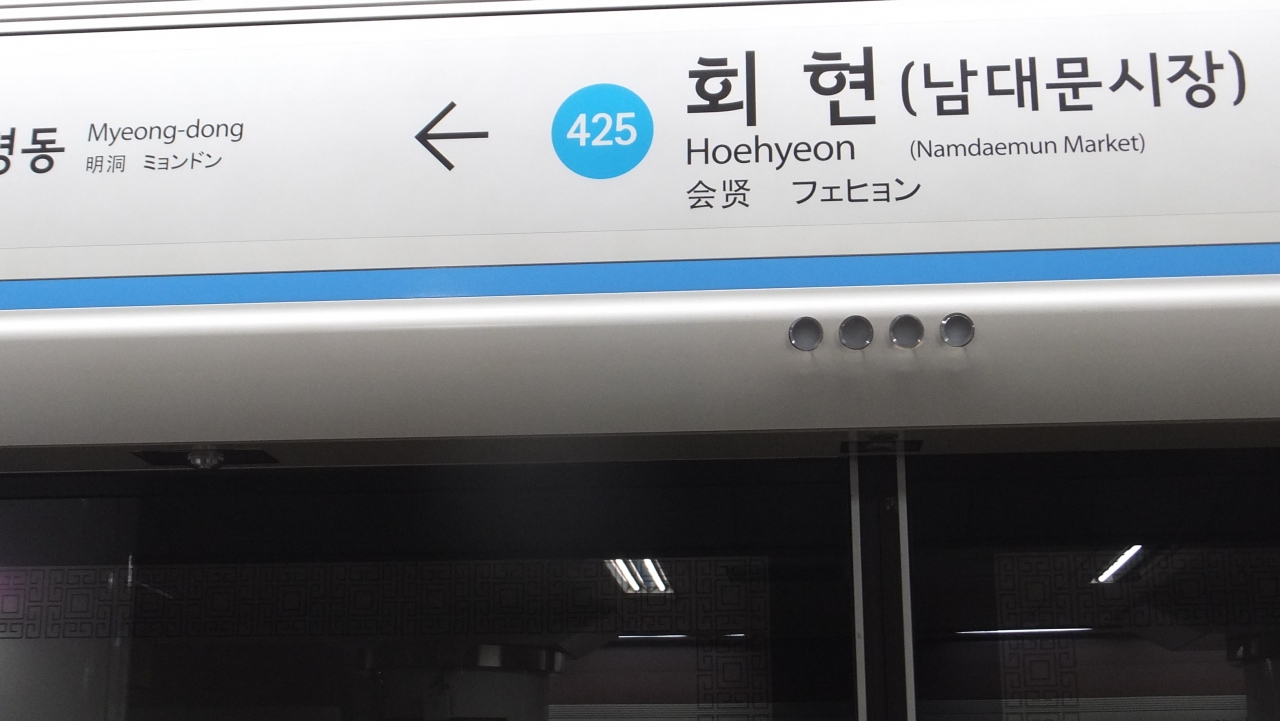 동 Myeong-dong
明洞 ミョンドン
425
회현 (남대문시장)
Hoehyeon (Namdaemun Market)
会贤 フェヒョン